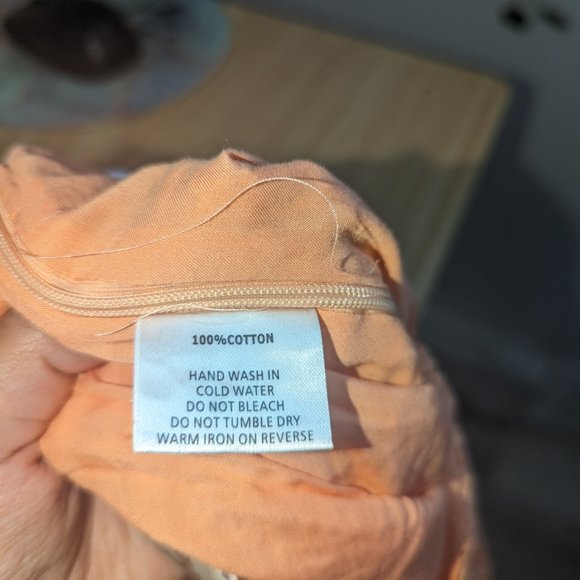 100%COTTON
HAND WASH IN
COLD WATER
DO NOT BLEACH
DO NOT TUMBLE DRY
WARM IRON ON REVERSE